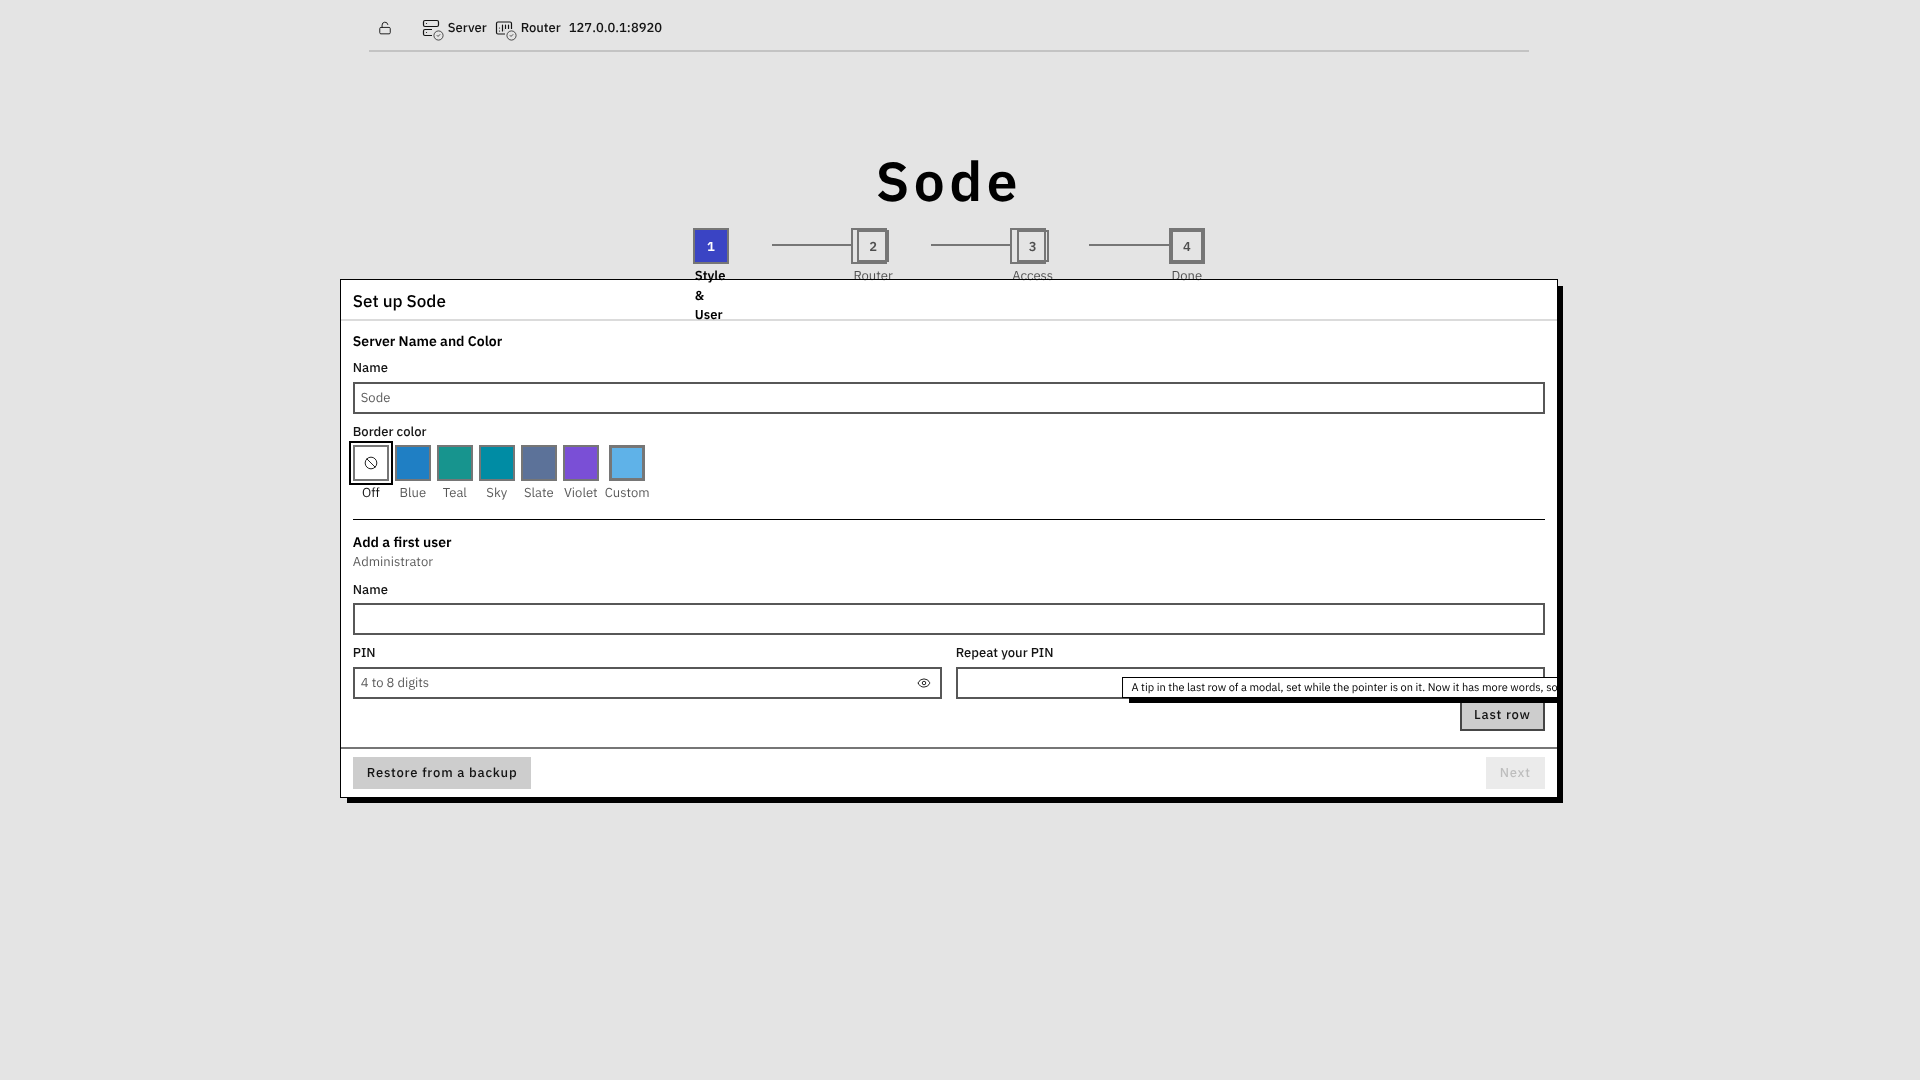 Server Router 127.0.0.1:8920
Sode
1 2 3 4
Style & User
Router
Access
Done
Set up Sode
Server Name and Color
Name
Sode
Border color
Off Blue Teal Sky Slate Violet Custom
Add a first user
Administrator
Name
PIN
Repeat your PIN
4 to 8 digits
A tip in the last row of a modal, set while the pointer is on it. Now it has more words, so
Last row
Restore from a backup
Next